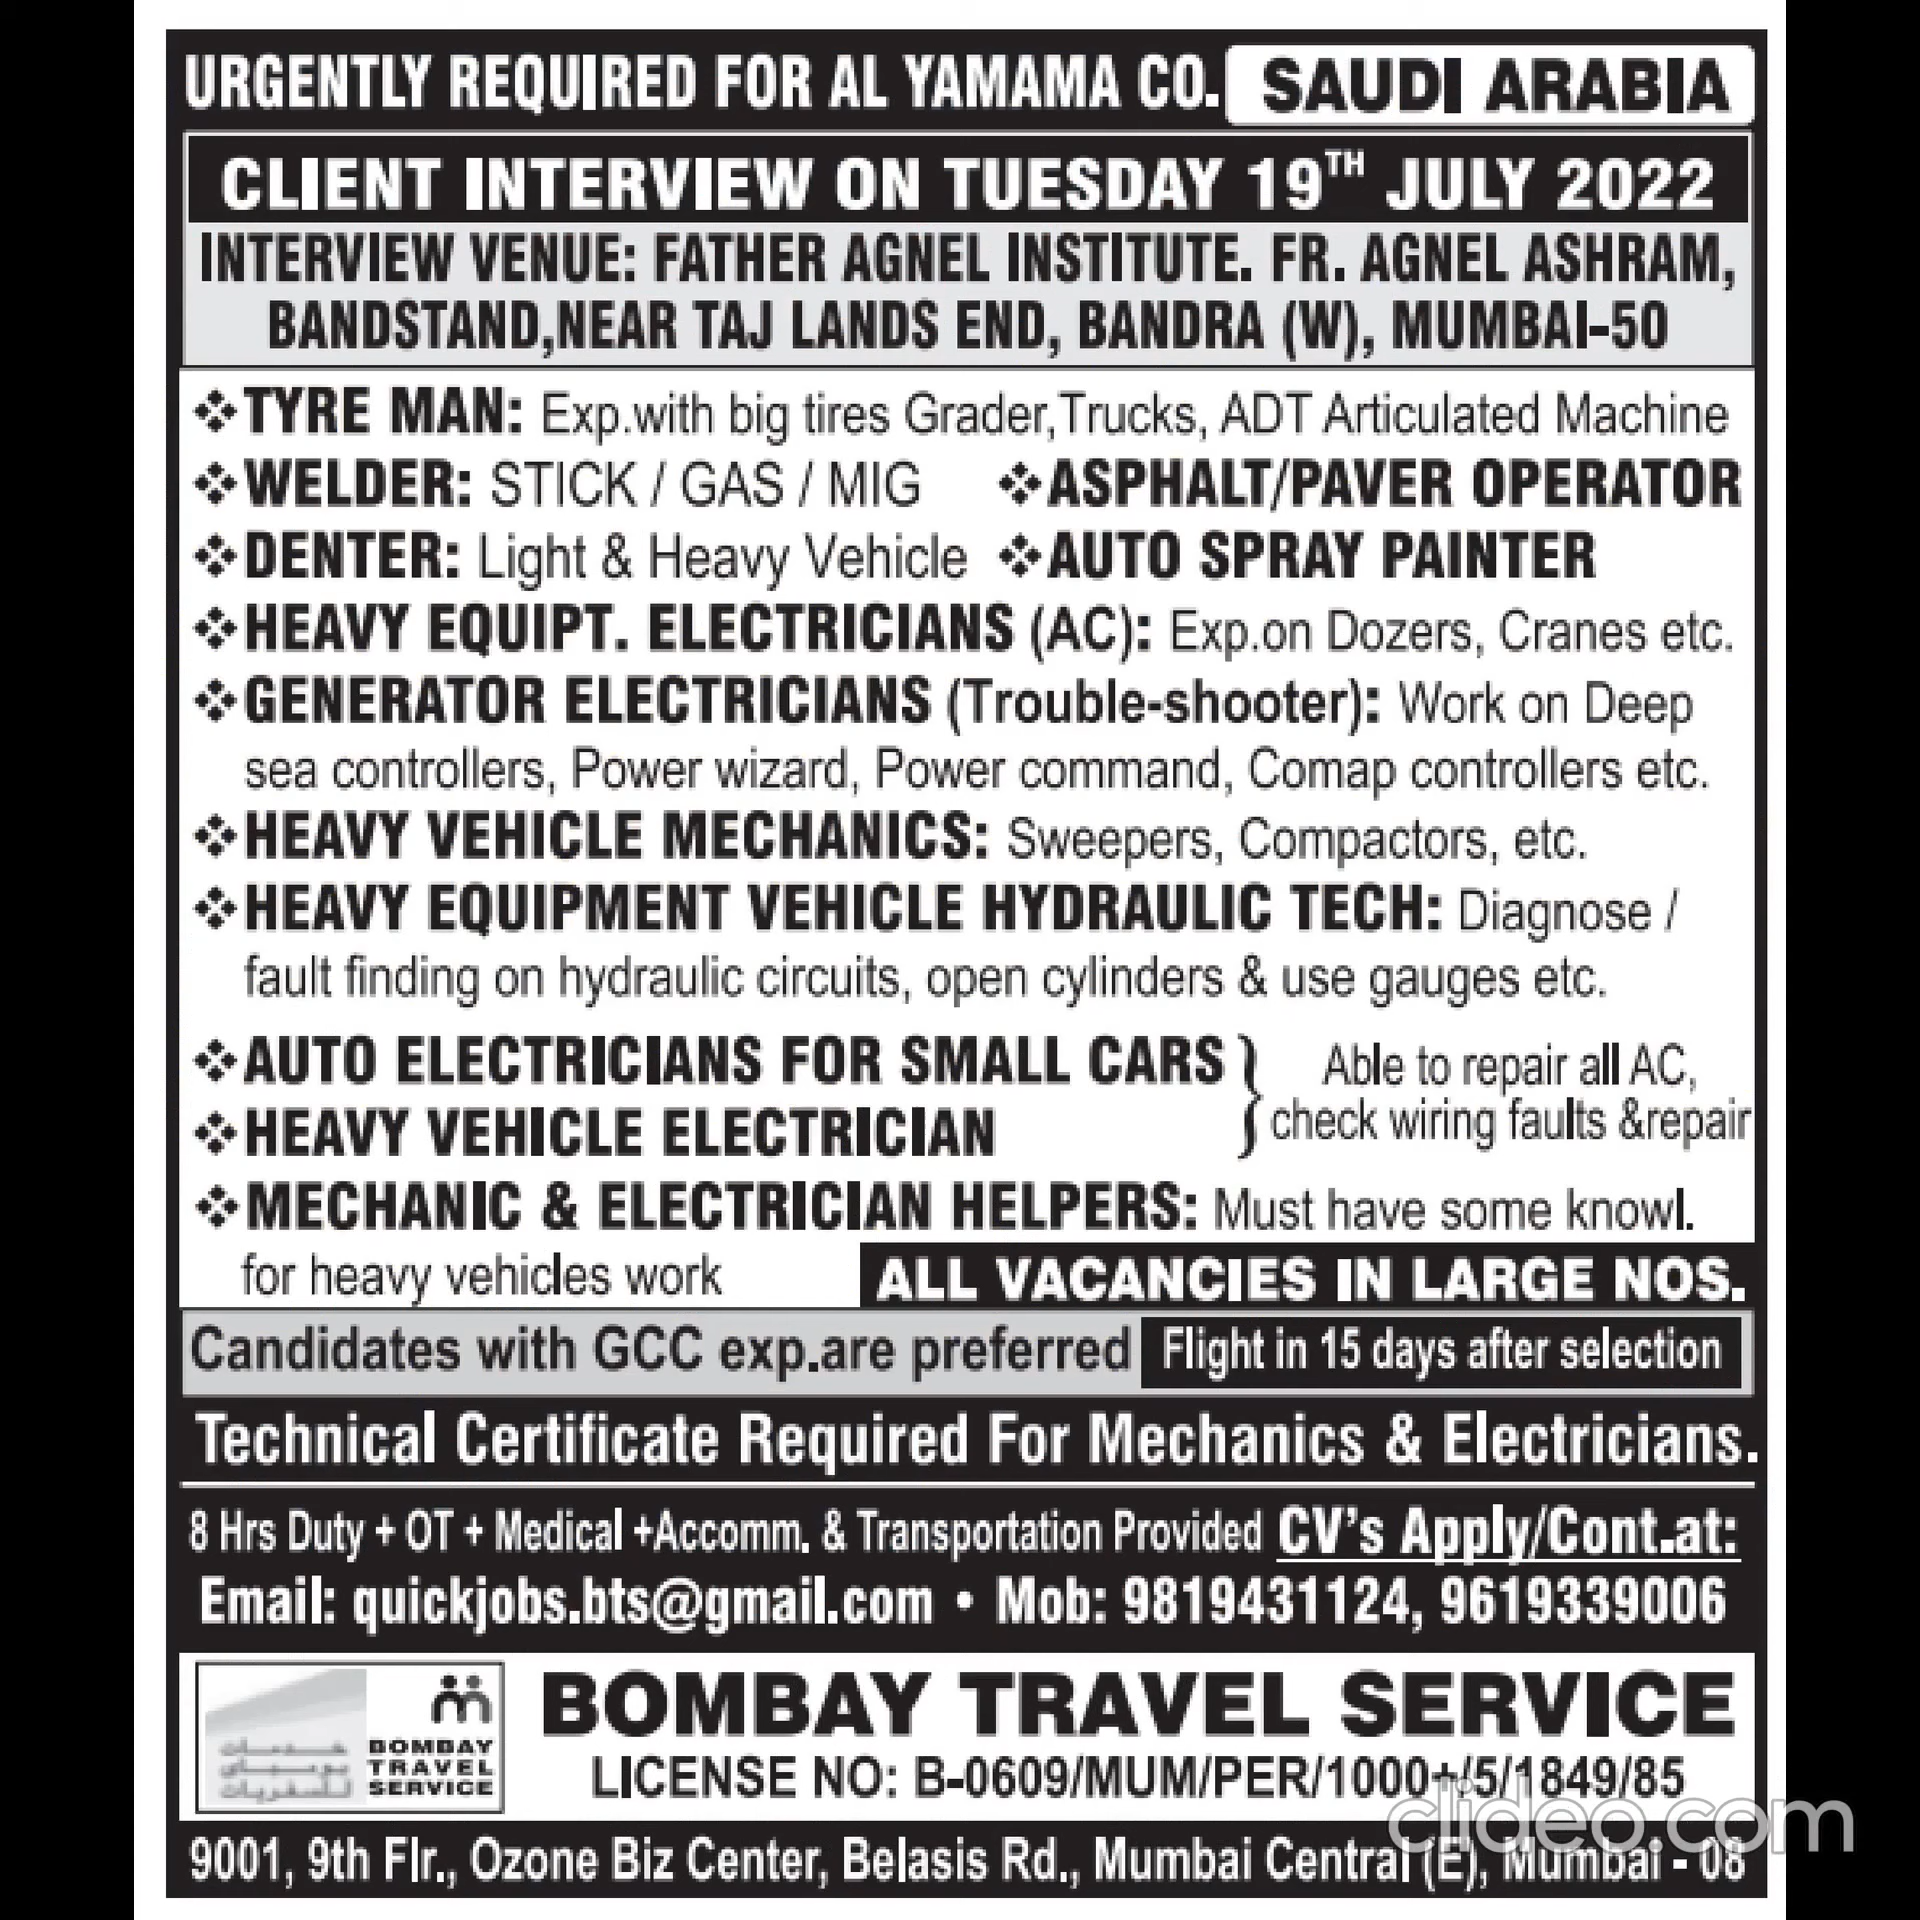 URGENTLY REQUIRED FOR AL YAMAMA CO. SAUDI ARABIA
CLIENT INTERVIEW ON TUESDAY 19TH JULY 2022
INTERVIEW VENUE: FATHER AGNEL INSTITUTE. FR. AGNEL ASHRAM,
BANDSTAND,NEAR TAJ LANDS END, BANDRA (W), MUMBAI-50
❖TYRE MAN: Exp.with big tires Grader,Trucks, ADT Articulated Machine
❖WELDER: STICK / GAS / MIG ❖ASPHALT/PAVER OPERATOR
❖DENTER: Light & Heavy Vehicle ❖AUTO SPRAY PAINTER
❖HEAVY EQUIPT. ELECTRICIANS (AC): Exp.on Dozers, Cranes etc.
❖GENERATOR ELECTRICIANS (Trouble-shooter): Work on Deep
sea controllers, Power wizard, Power command, Comap controllers etc.
❖HEAVY VEHICLE MECHANICS: Sweepers, Compactors, etc.
❖HEAVY EQUIPMENT VEHICLE HYDRAULIC TECH: Diagnose /
fault finding on hydraulic circuits, open cylinders & use gauges etc.
❖AUTO ELECTRICIANS FOR SMALL CARS
❖HEAVY VEHICLE ELECTRICIAN
Able to repair all AC,
check wiring faults &repair
❖MECHANIC & ELECTRICIAN HELPERS: Must have some knowl.
for heavy vehicles work
ALL VACANCIES IN LARGE NOS.
Candidates with GCC exp.are preferred Flight in 15 days after selection
Technical Certificate Required For Mechanics & Electricians.
8 Hrs Duty + OT + Medical +Accomm. & Transportation Provided CV's Apply/Cont.at:
Email: quickjobs.bts@gmail.com • Mob: 9819431124, 9619339006
خدمات
بومباي
للسفريات
BOMBAY
TRAVEL
SERVICE
BOMBAY TRAVEL SERVICE
LICENSE NO: B-0609/MUM/PER/1000+/5/1849/85
clideo.com
9001, 9th Flr., Ozone Biz Center, Belasis Rd., Mumbai Central (E), Mumbai - 08